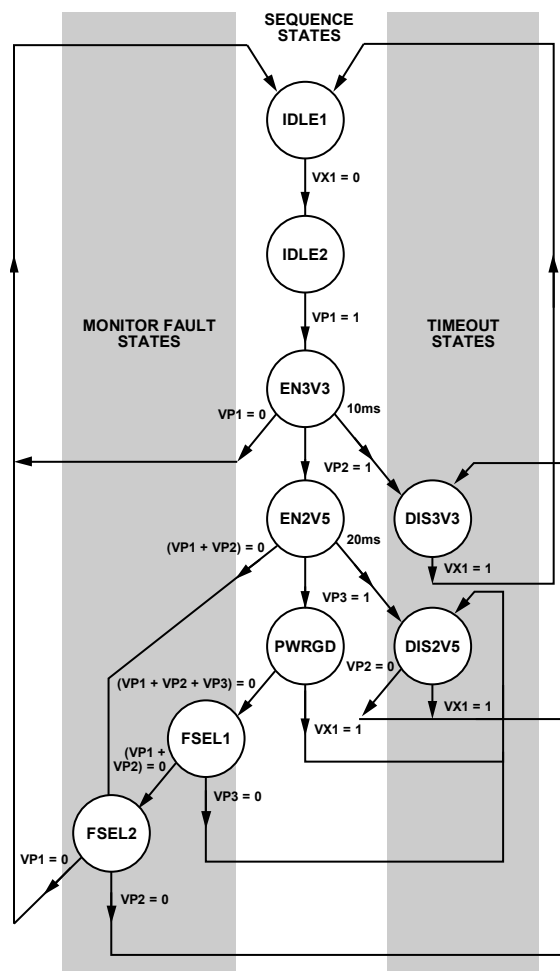 SEQUENCE
STATES
IDLE1
VX1 = 0
IDLE2
MONITOR FAULT
STATES
VP1 = 1
TIMEOUT
STATES
EN3V3
VP1 = 0
10ms
VP2 = 1
EN2V5
DIS3V3
(VP1 + VP2) = 0
20ms
VX1 = 1
VP3 = 1
PWRGD
DIS2V5
VP2 = 0
(VP1 + VP2 + VP3) = 0
VX1 = 1
VX1 = 1
FSEL1
(VP1 +
VP2) = 0
VP3 = 0
FSEL2
VP1 = 0
VP2 = 0